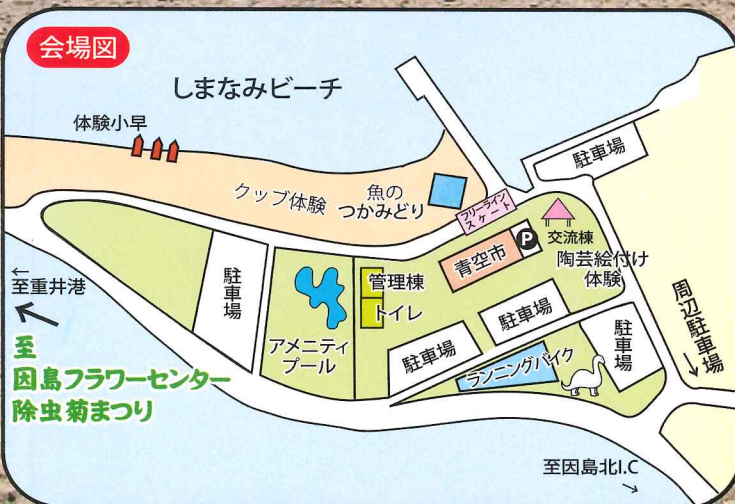 会場図
しまなみビーチ
体験小早
クッブ体験
魚の
つかみどり
フリーライン
スケート
駐車場
交流棟
陶芸絵付け
体験
P
青空市
管理棟
トイレ
駐車場
アメニティ
プール
駐車場
駐車場
ランニングバイク
駐車場
周辺駐車場
↓
←
至重井港
至
因島フラワーセンター
除虫菊まつり
至因島北I.C
→